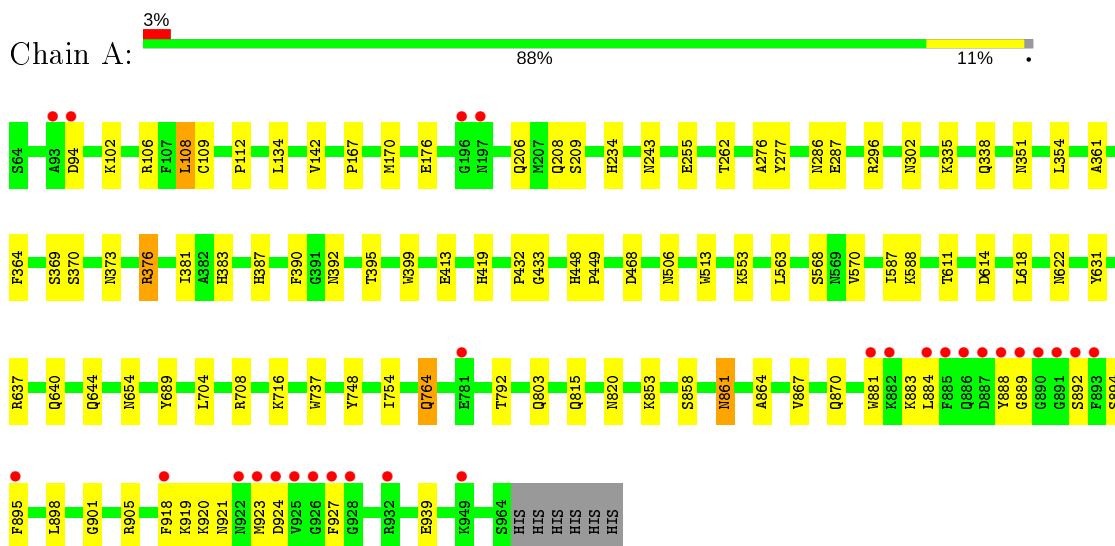 3%
Chain A:
88%
11%
S64 A93 D94 K102 R106 F107 L108 C109 P112 L134 V142 P167 M170 E176 G196 N197 Q206 M207 Q208 S209 H234 N243 E255 T262 A276 Y277 N286 E287 R296 N302 K335 Q338 N351 L354 A361
F364 S369 S370 N373 R376 I381 A382 H383 H387 F390 G391 N392 T395 W399 E413 H419 P432 G433 H448 P449 D468 N506 W513 K553 L563 S568 N569 V570 I587 K588 T611 D614 L618 N622 Y631
R637 Q640 Q644 N654 Y689 L704 R708 K716 W737 Y748 I754 Q764 E781 T792 Q803 Q815 N820 K853 S858 N861 A864 V867 Q870 W881 K882 K883 L884 F885 Q886 D887 Y888 G889 G890 G891 S892 F893 S894
F895 L898 G901 R905 F918 K919 K920 N921 N922 M923 D924 V925 G926 F927 G928 R932 E939 K949 S964 HIS HIS HIS HIS HIS HIS